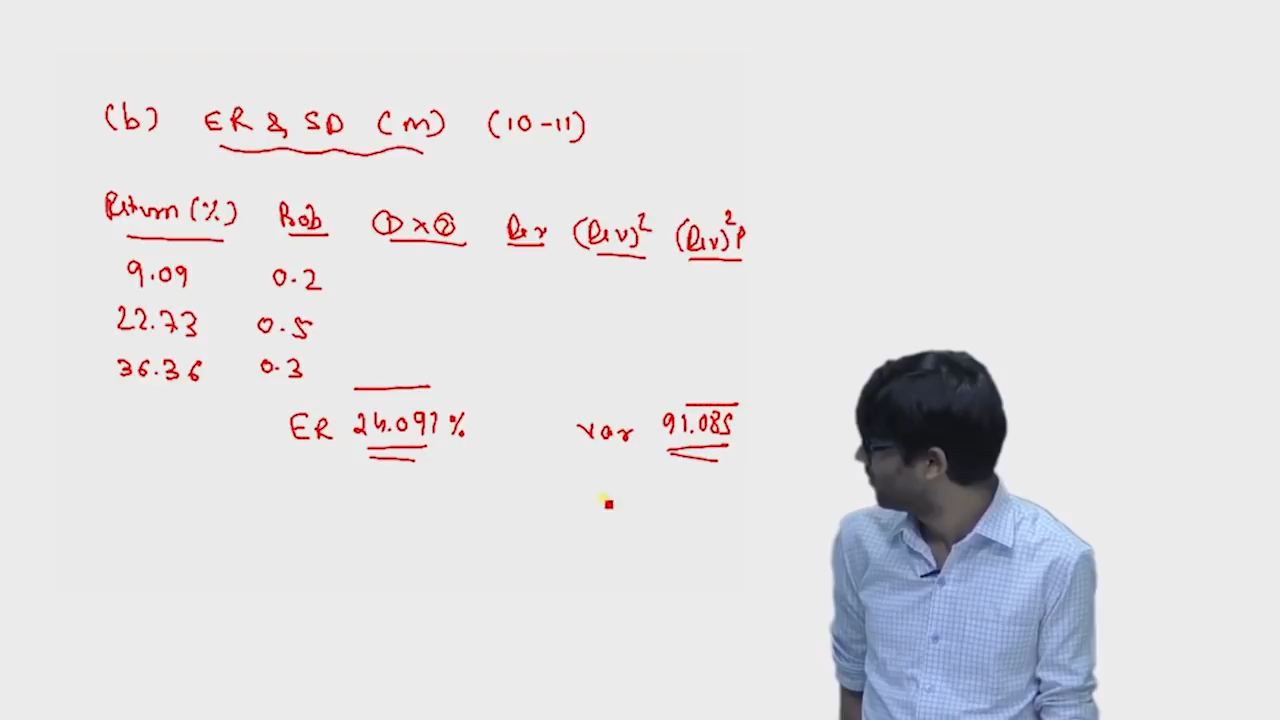 (b) ER & SD (M) (10-11)
Return (%) Prob ① x ② Dev (Dev)² (Dev)² P
9.09 0.2
22.73 0.5
36.36 0.3
ER 24.091 % var 91.085